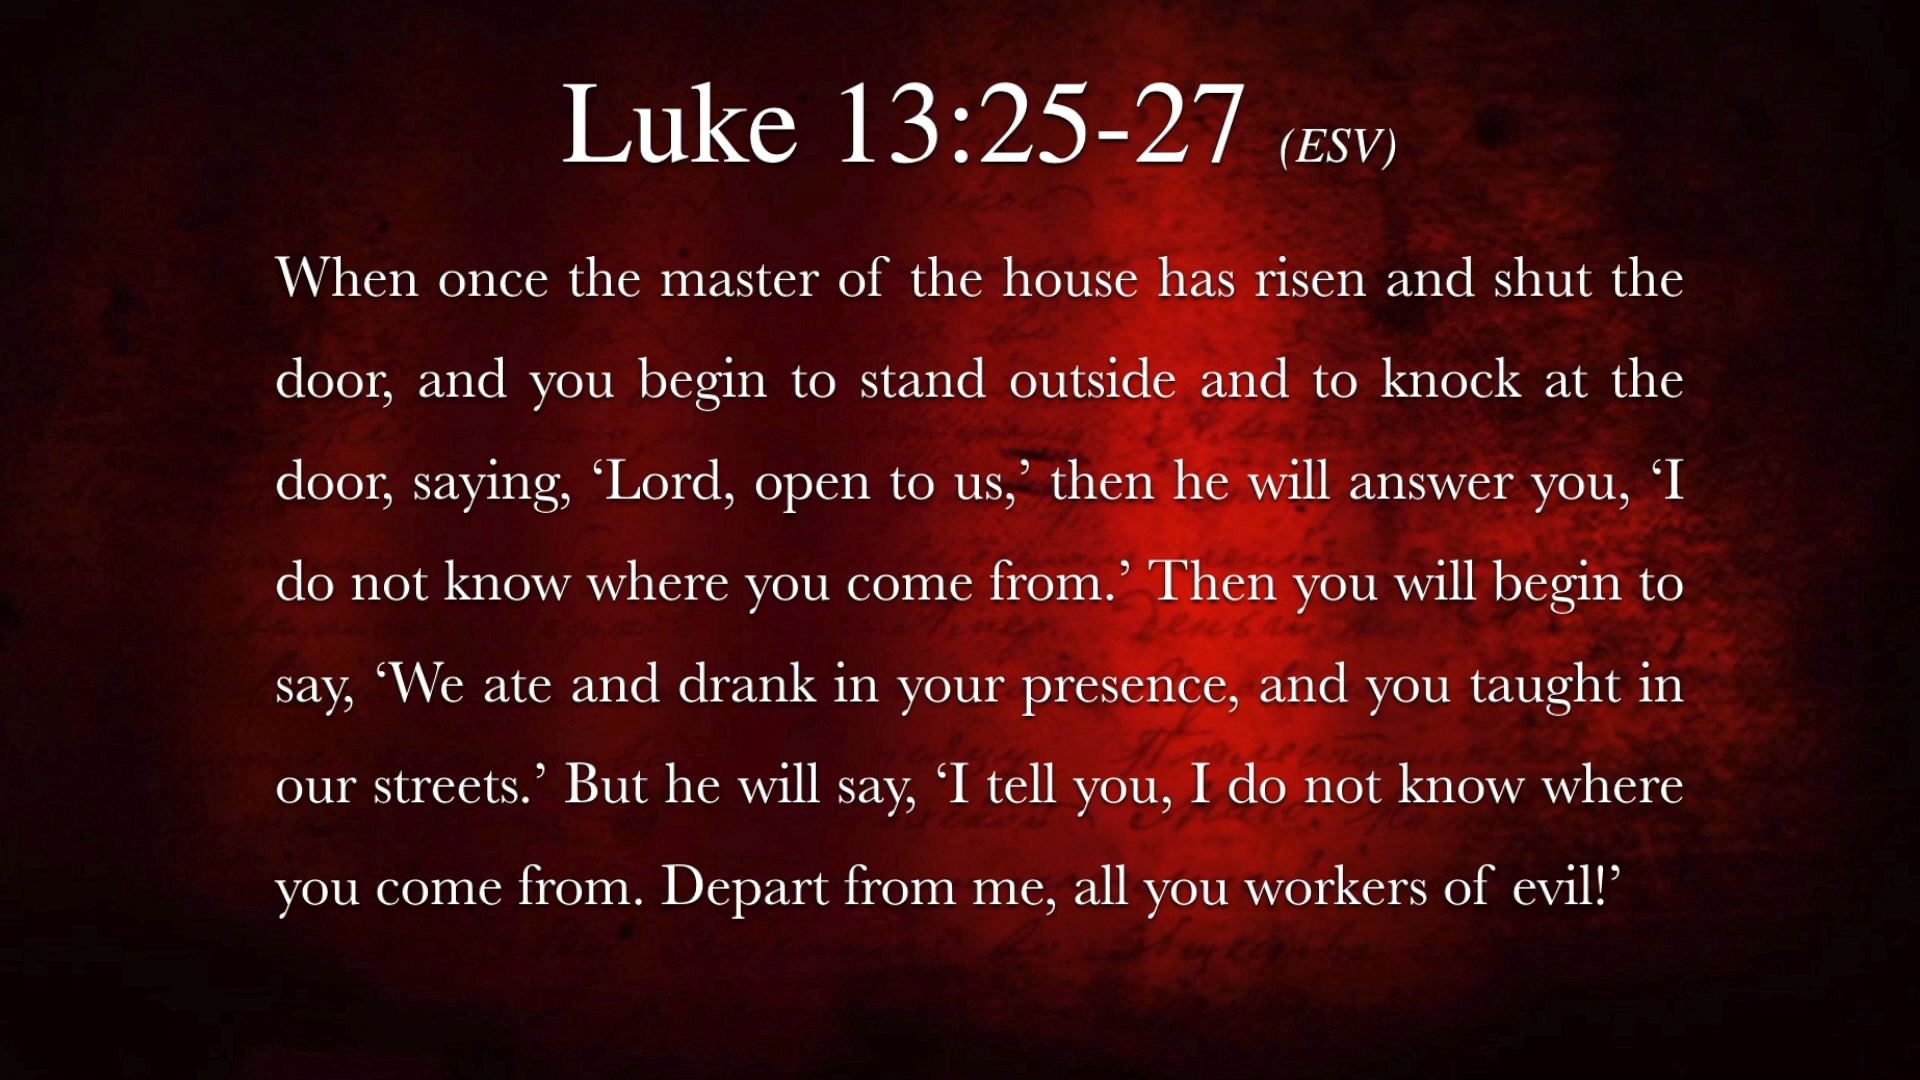 Luke 13:25-27 (ESV)
When once the master of the house has risen and shut the
door, and you begin to stand outside and to knock at the
door, saying, ‘Lord, open to us,’ then he will answer you, ‘I
do not know where you come from.’ Then you will begin to
say, ‘We ate and drank in your presence, and you taught in
our streets.’ But he will say, ‘I tell you, I do not know where
you come from. Depart from me, all you workers of evil!’